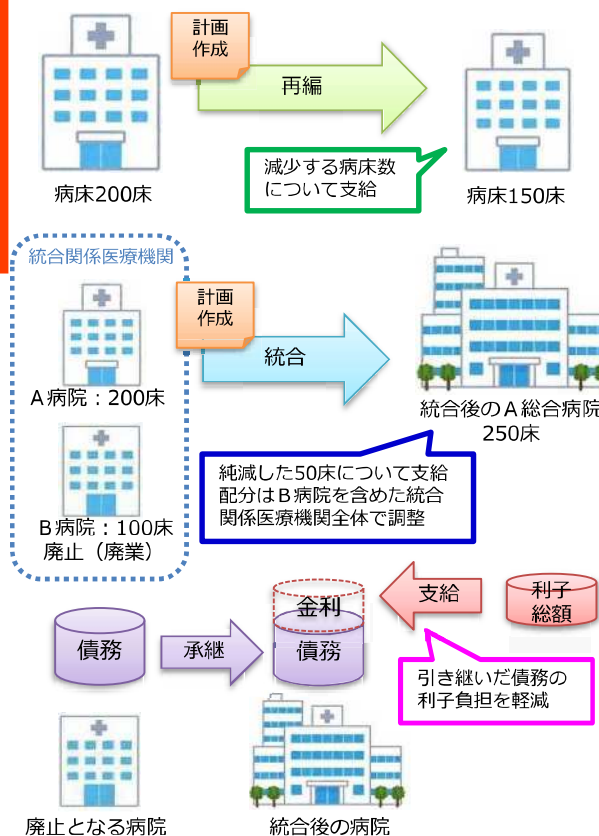 計画
作成
再編
病床200床
減少する病床数
について支給
病床150床
統合関係医療機関
計画
作成
A病院：200床
統合
統合後のA総合病院
250床
B病院：100床
廃止（廃業）
純減した50床について支給
配分はB病院を含めた統合
関係医療機関全体で調整
債務
承継
金利
債務
支給
利子
総額
引き継いだ債務の
利子負担を軽減
廃止となる病院
統合後の病院